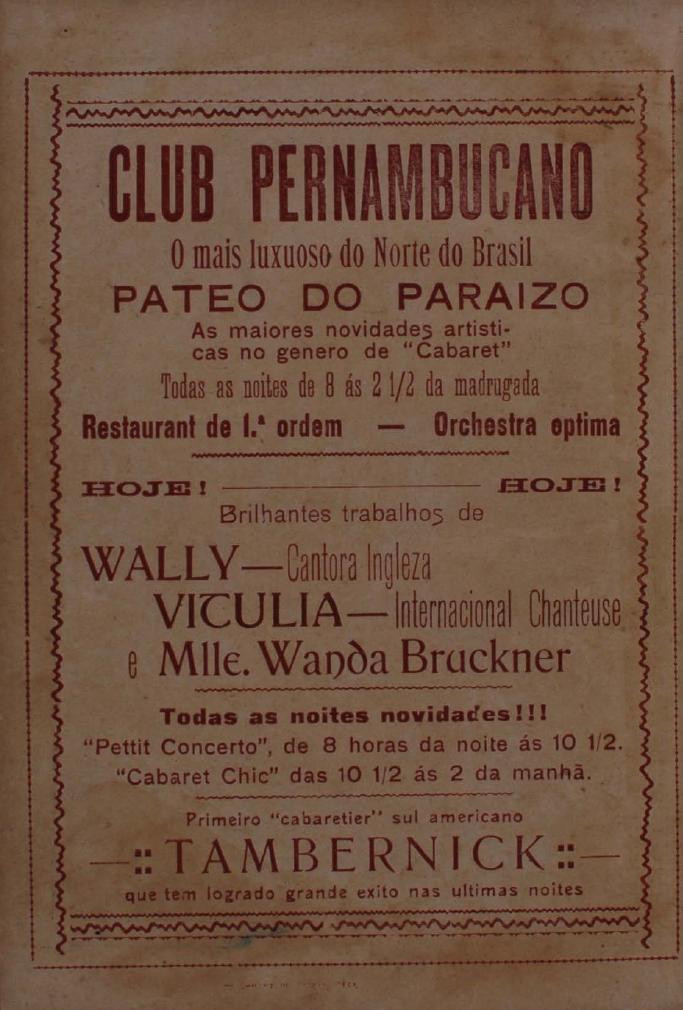 CLUB PERNAMBUCANO
O mais luxuoso do Norte do Brasil
PATEO DO PARAIZO
As maiores novidades artisti-
cas no genero de "Cabaret"
Todas as noites de 8 ás 2 1/2 da madrugada
Restaurant de 1.ª ordem — Orchestra optima
HOJE! HOJE!
Brilhantes trabalhos de
WALLY—Cantora Ingleza
VITULIA—Internacional Chanteuse
e Mlle. Wanda Bruckner
Todas as noites novidades!!!
"Pettit Concerto", de 8 horas da noite ás 10 1/2.
"Cabaret Chic" das 10 1/2 ás 2 da manhã.
Primeiro "cabaretier" sul americano
—:: TAMBERNICK ::—
que tem logrado grande exito nas ultimas noites